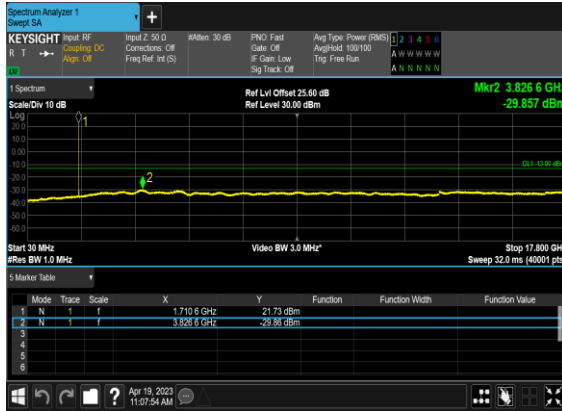 Spectrum Analyzer 1
Swept SA
+
KEYSIGHT Input: RF Input Z: 50 Ω #Atten: 30 dB PNO: Fast Avg Type: Power (RMS) 1 2 3 4 5 6
R T Coupling: DC Corrections: Off Gate: Off Avg|Hold: 100/100 A W W W W W
Align: Off Freq Ref: Int (S) IF Gain: Low Trig: Free Run
LU Sig Track: Off A N N N N N
1 Spectrum Ref Lvl Offset 25.60 dB Mkr2 3.826 6 GHz
Scale/Div 10 dB Ref Level 30.00 dBm -29.857 dBm
Log
20.0
10.0
0.00
-10.0
-20.0
-30.0
-40.0
-50.0
-60.0
1
2
DL1 -13.00 dBm
Start 30 MHz Video BW 3.0 MHz* Stop 17.800 GHz
#Res BW 1.0 MHz Sweep 32.0 ms (40001 pts)
5 Marker Table
Mode Trace Scale X Y Function Function Width Function Value
1 N 1 f 1.710 6 GHz 21.73 dBm
2 N 1 f 3.826 6 GHz -29.86 dBm
3
4
5
6
? Apr 19, 2023
11:07:54 AM